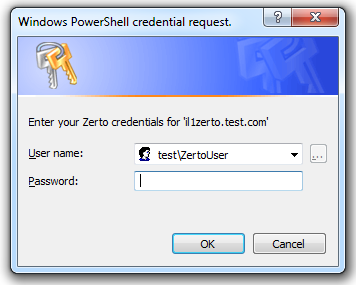 Windows PowerShell credential request.
?
Enter your Zerto credentials for 'il1zerto.test.com'
User name: test\ZertoUser ...
Password:
OK Cancel